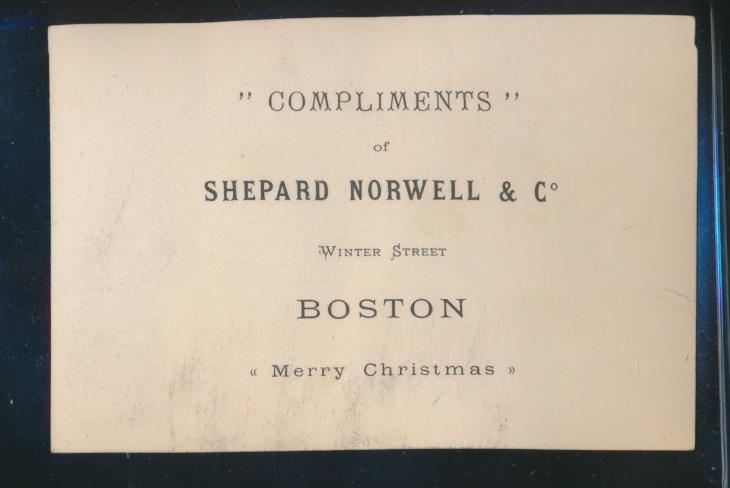 " COMPLIMENTS "
of
SHEPARD NORWELL & Cº
WINTER STREET
BOSTON
« Merry Christmas »